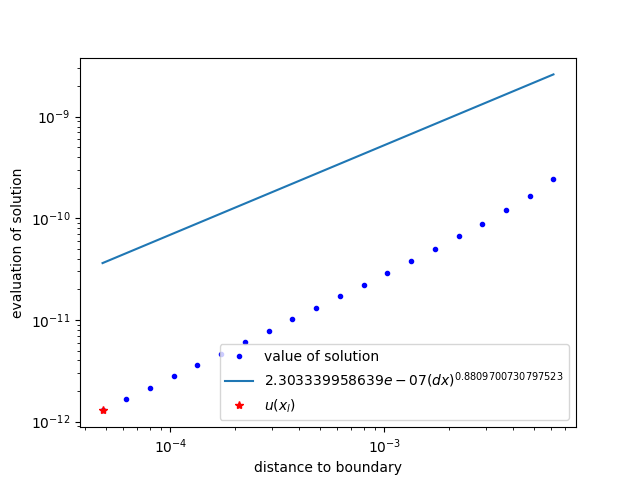 10⁻⁹
10⁻¹⁰
10⁻¹¹
10⁻¹²
evaluation of solution
value of solution
2.303339958639e − 07(dx)^0.8809700730797523
u(x_I)
10⁻⁴
10⁻³
distance to boundary